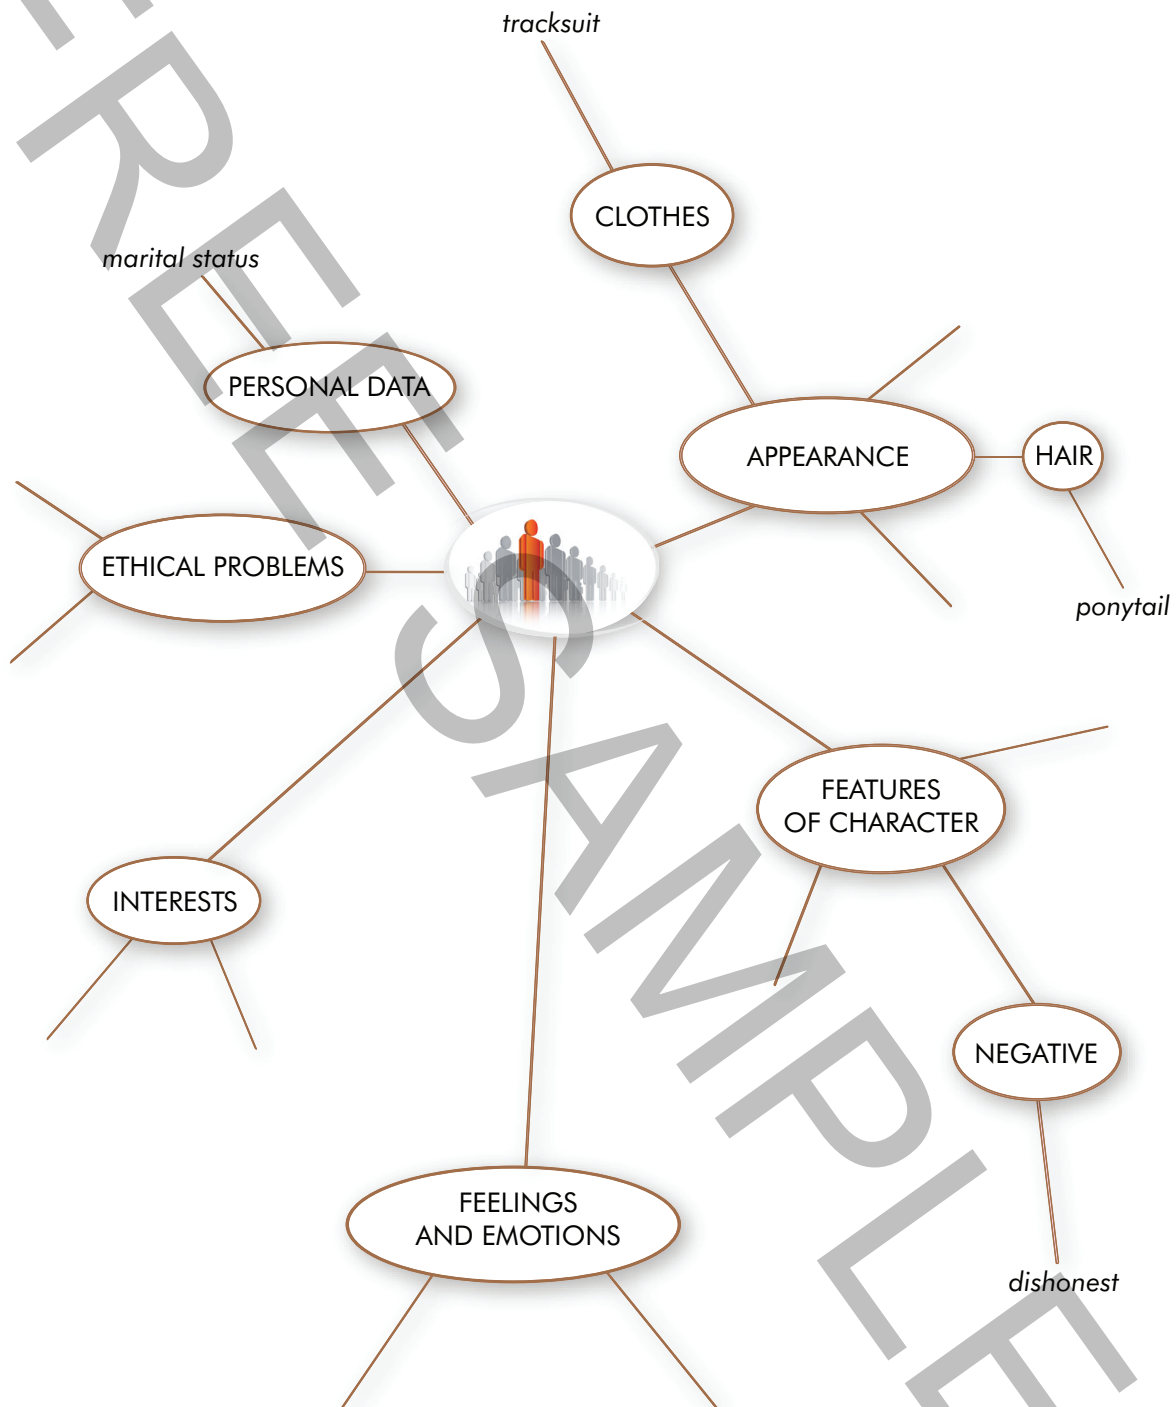 tracksuit
CLOTHES
marital status
PERSONAL DATA
APPEARANCE
HAIR
ETHICAL PROBLEMS
ponytail
FEATURES
OF CHARACTER
INTERESTS
NEGATIVE
FEELINGS
AND EMOTIONS
dishonest
FREE SAMPLE